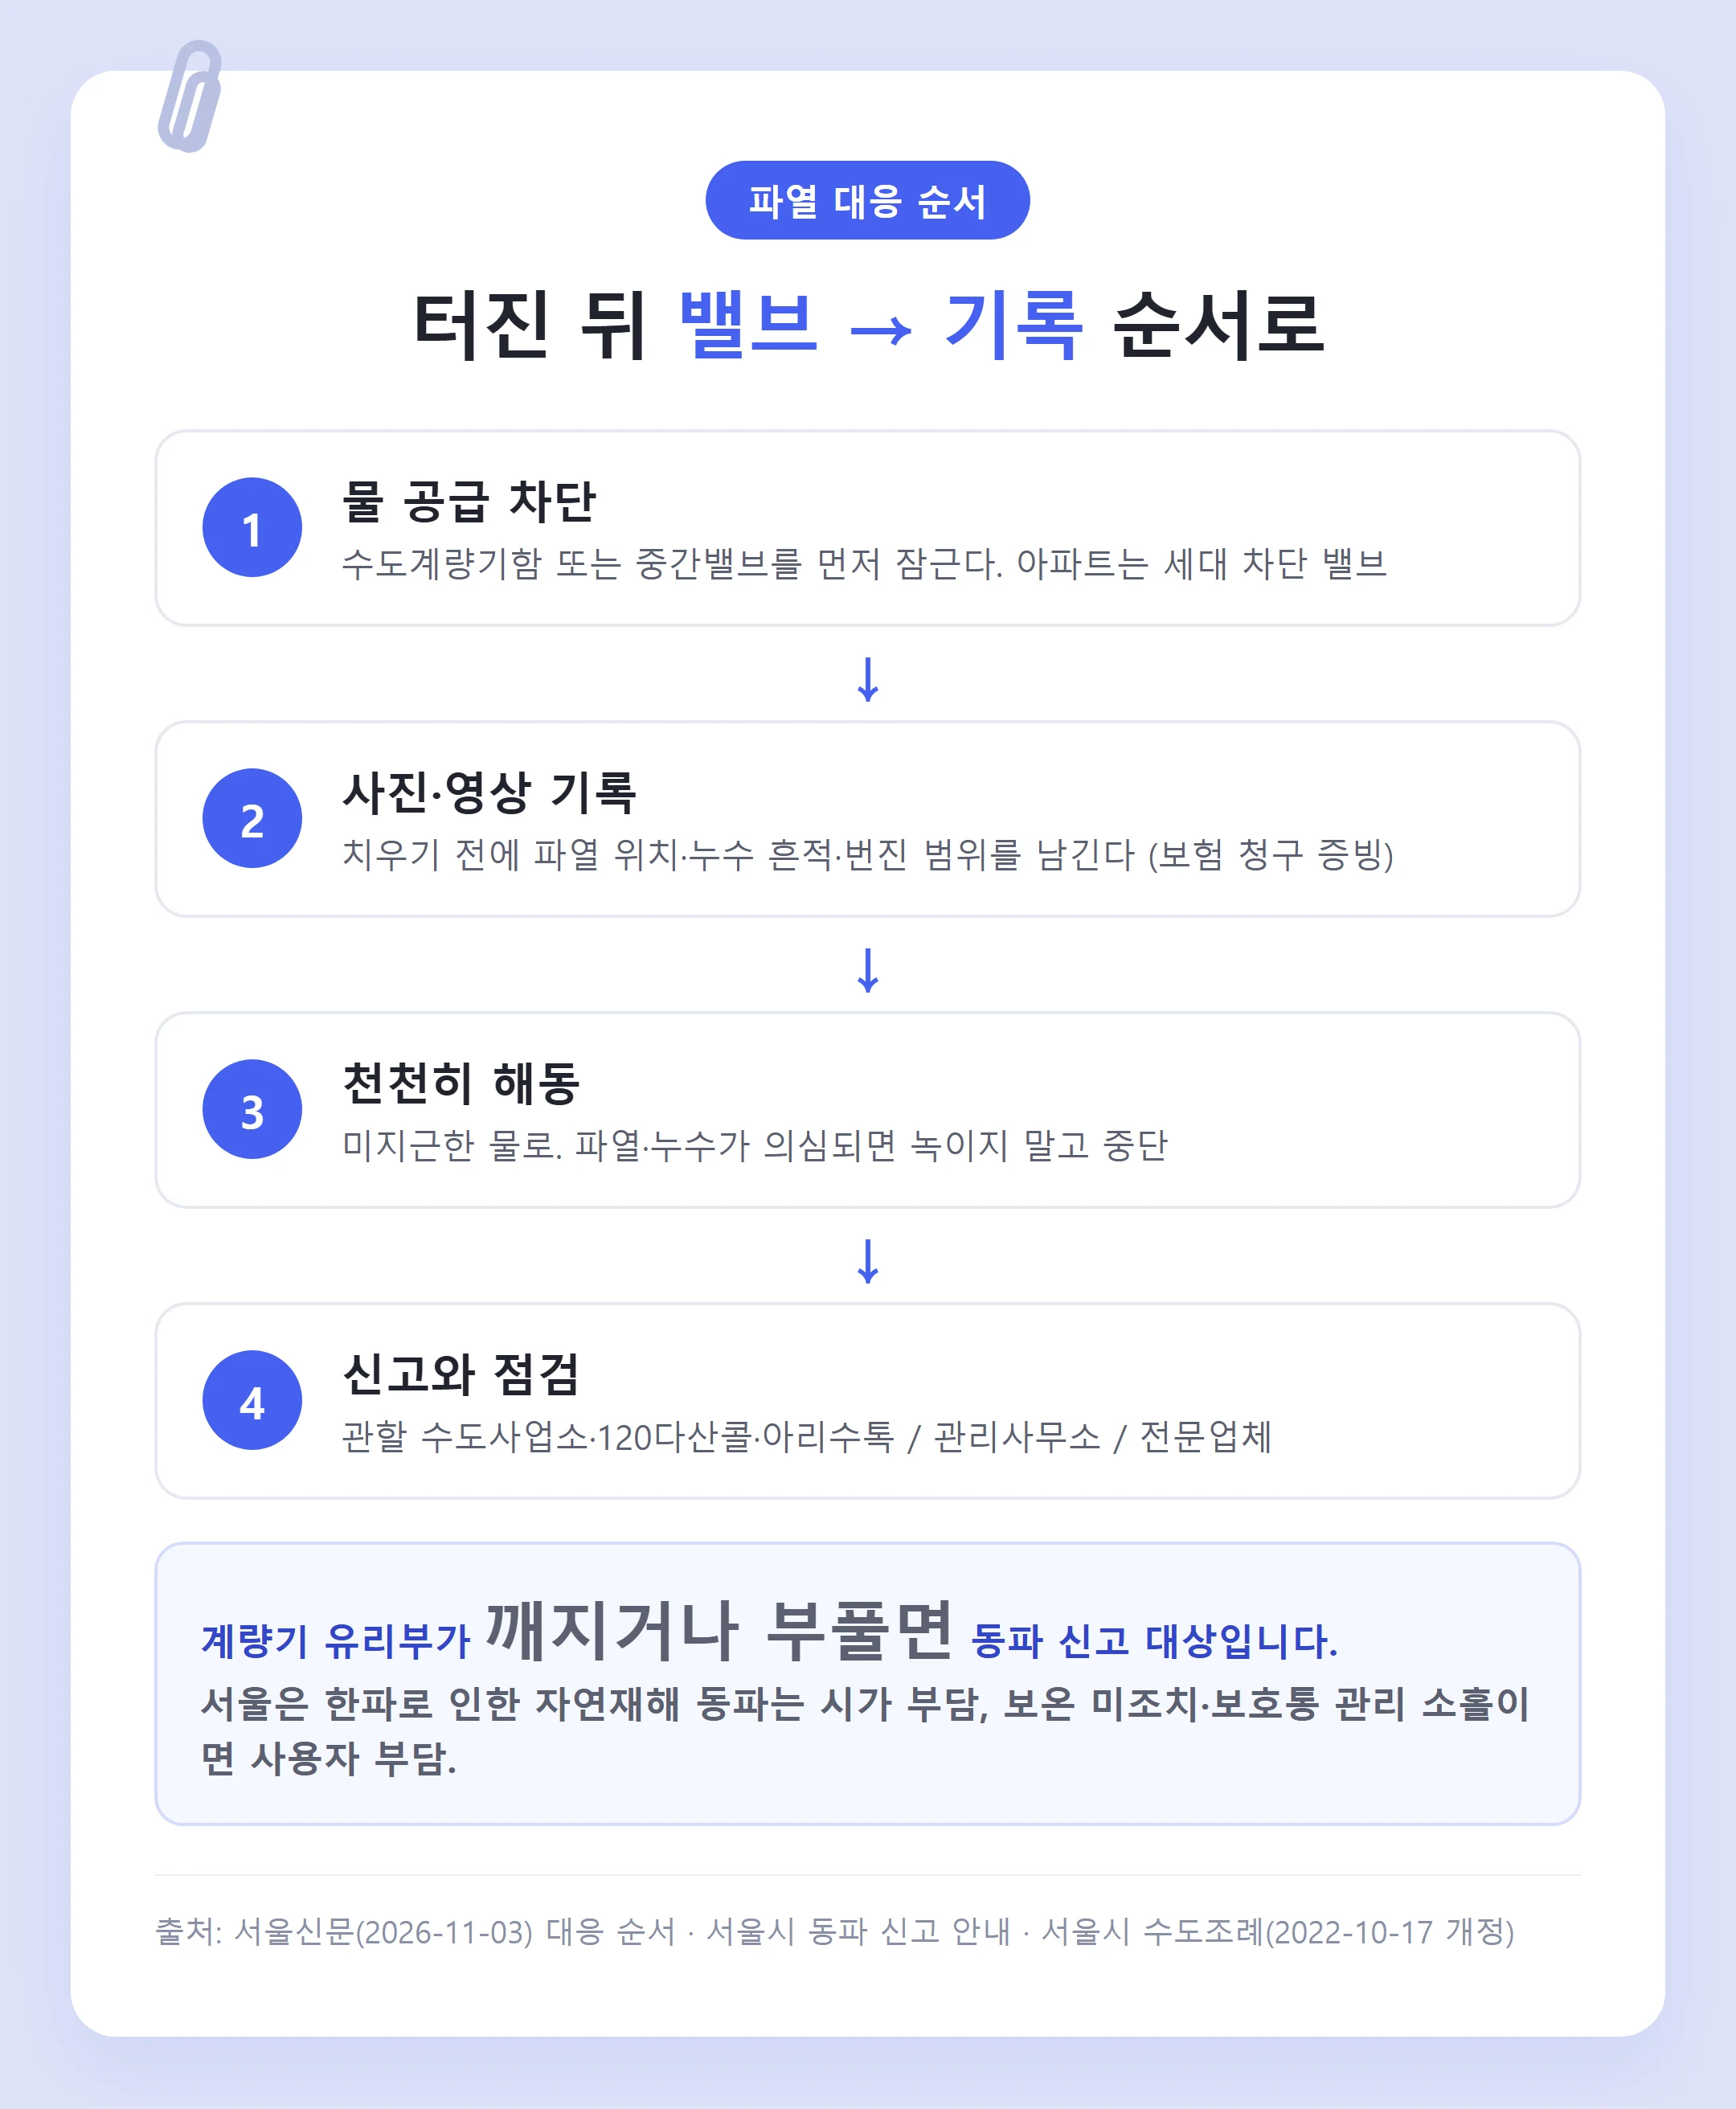 파열 대응 순서
터진 뒤 밸브 → 기록 순서로
1
물 공급 차단
수도계량기함 또는 중간밸브를 먼저 잠근다. 아파트는 세대 차단 밸브
↓
2
사진·영상 기록
치우기 전에 파열 위치·누수 흔적·번진 범위를 남긴다 (보험 청구 증빙)
↓
3
천천히 해동
미지근한 물로. 파열·누수가 의심되면 녹이지 말고 중단
↓
4
신고와 점검
관할 수도사업소·120다산콜·아리수톡 / 관리사무소 / 전문업체
계량기 유리부가 깨지거나 부풀면 동파 신고 대상입니다.
서울은 한파로 인한 자연재해 동파는 시가 부담, 보온 미조치·보호통 관리 소홀이
면 사용자 부담.
출처: 서울신문(2026-11-03) 대응 순서 · 서울시 동파 신고 안내 · 서울시 수도조례(2022-10-17 개정)